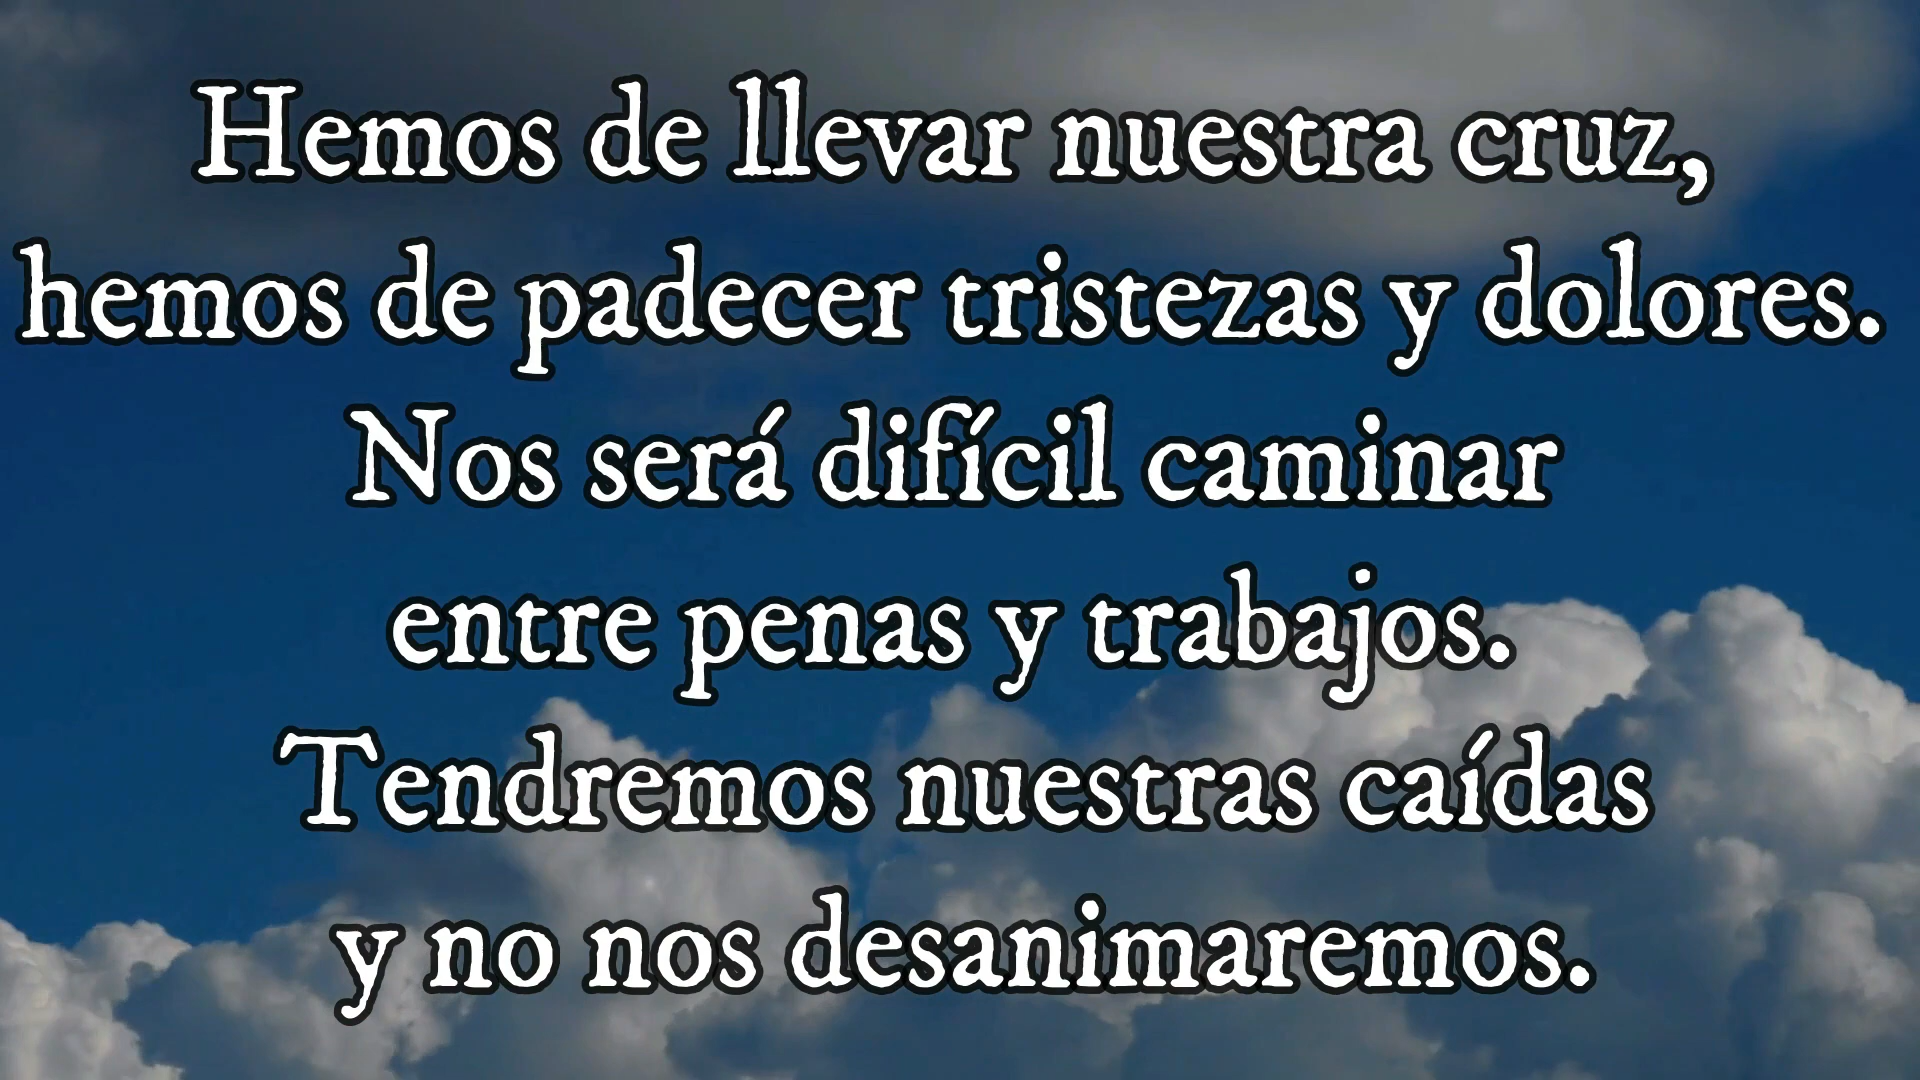 Hemos de llevar nuestra cruz,
hemos de padecer tristezas y dolores.
Nos será difícil caminar
entre penas y trabajos.
Tendremos nuestras caídas
y no nos desanimaremos.